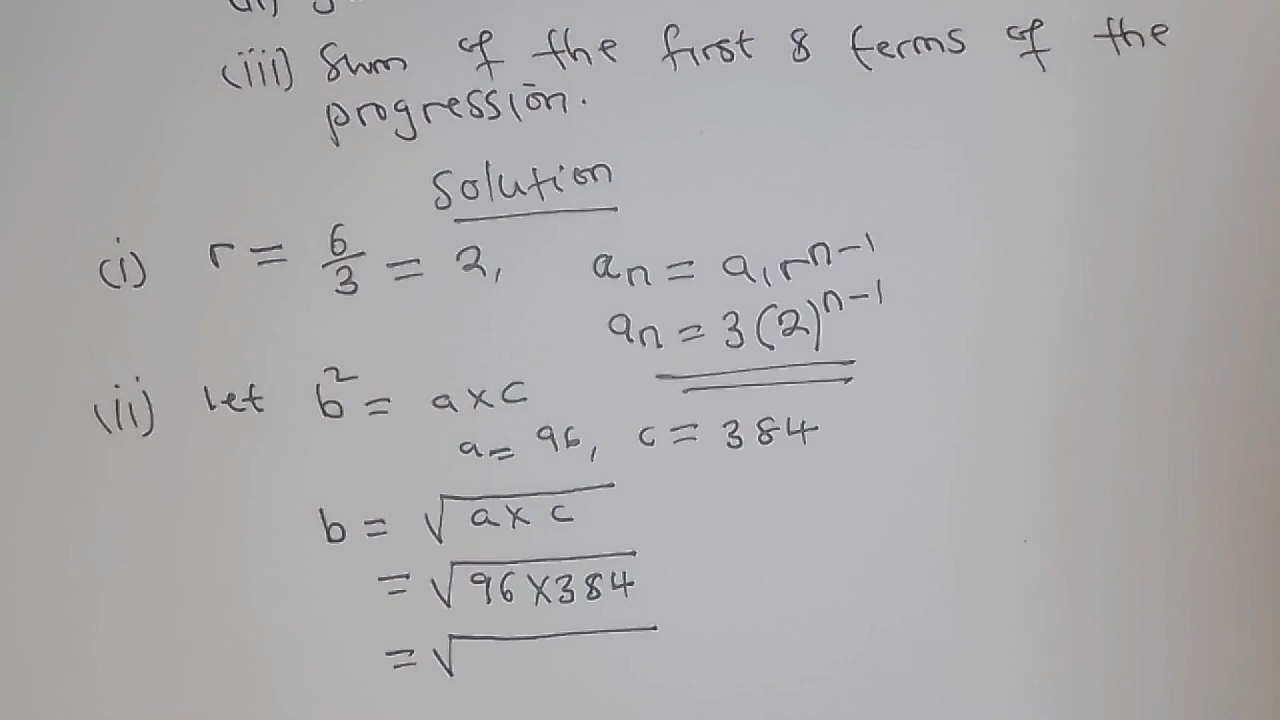 (iii) Sum of the first 8 terms of the
progression.
Solution
(i) r = 6/3 = 2, aₙ = a₁rⁿ⁻¹
aₙ = 3(2)ⁿ⁻¹
(ii) Let b² = a x c
a = 96, c = 384
b = √a x c
= √96 x 384
= √